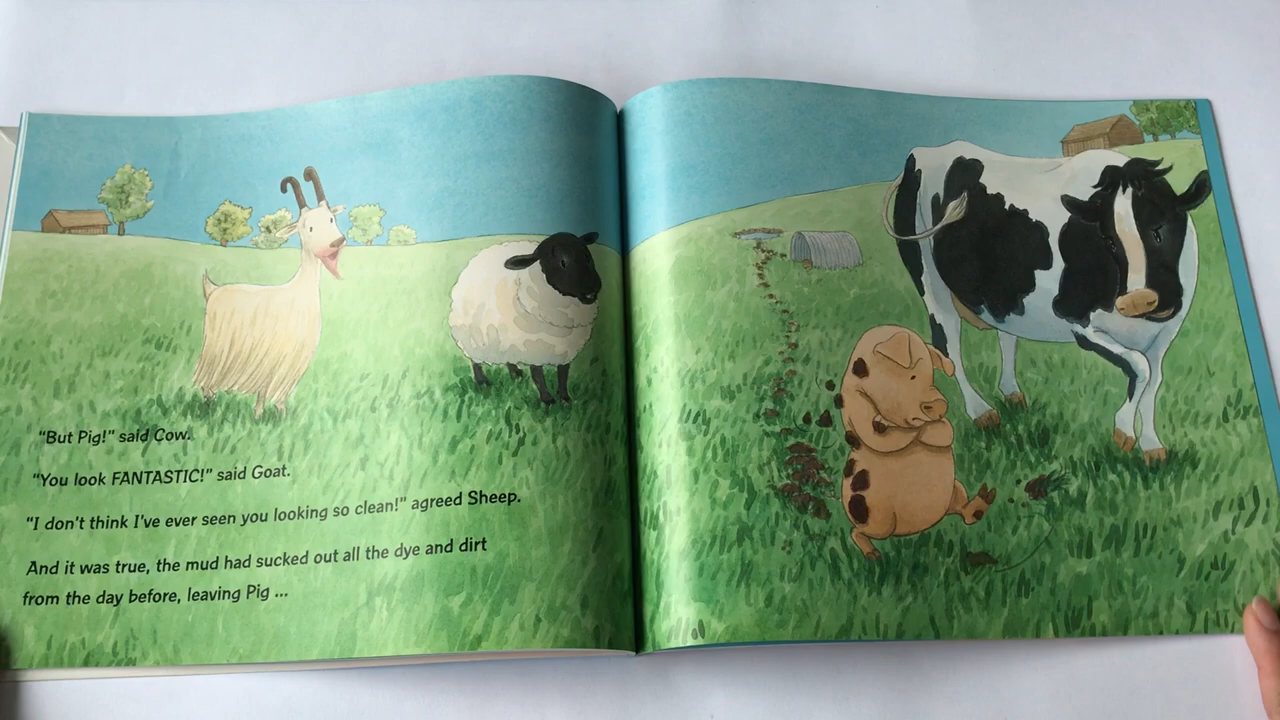 "But Pig!" said Cow.
"You look FANTASTIC!" said Goat.
"I don't think I've ever seen you looking so clean!" agreed Sheep.
And it was true, the mud had sucked out all the dye and dirt
from the day before, leaving Pig ...